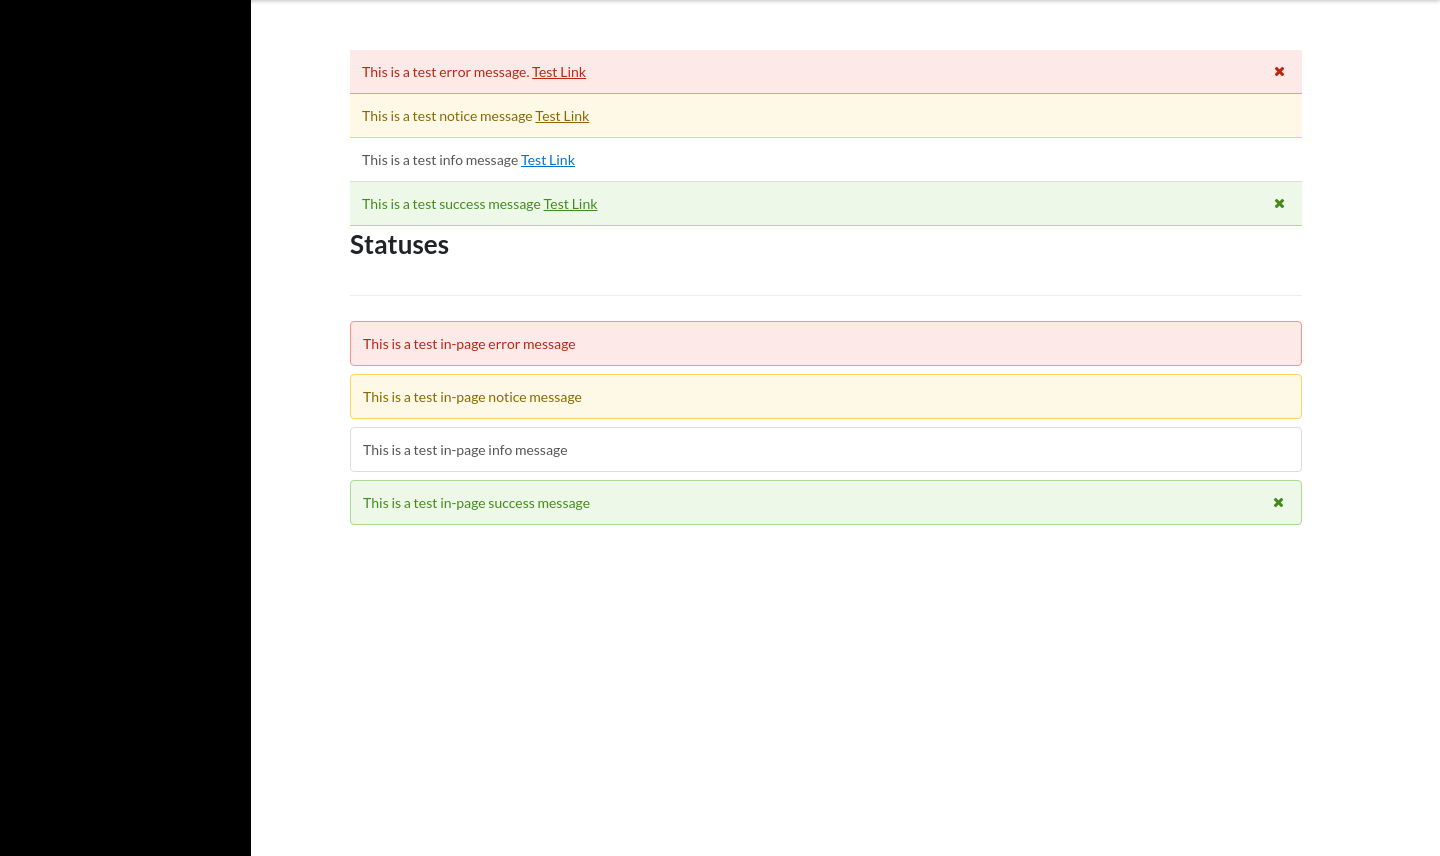 This is a test error message. Test Link
This is a test notice message Test Link
This is a test info message Test Link
This is a test success message Test Link
Statuses
This is a test in-page error message
This is a test in-page notice message
This is a test in-page info message
This is a test in-page success message